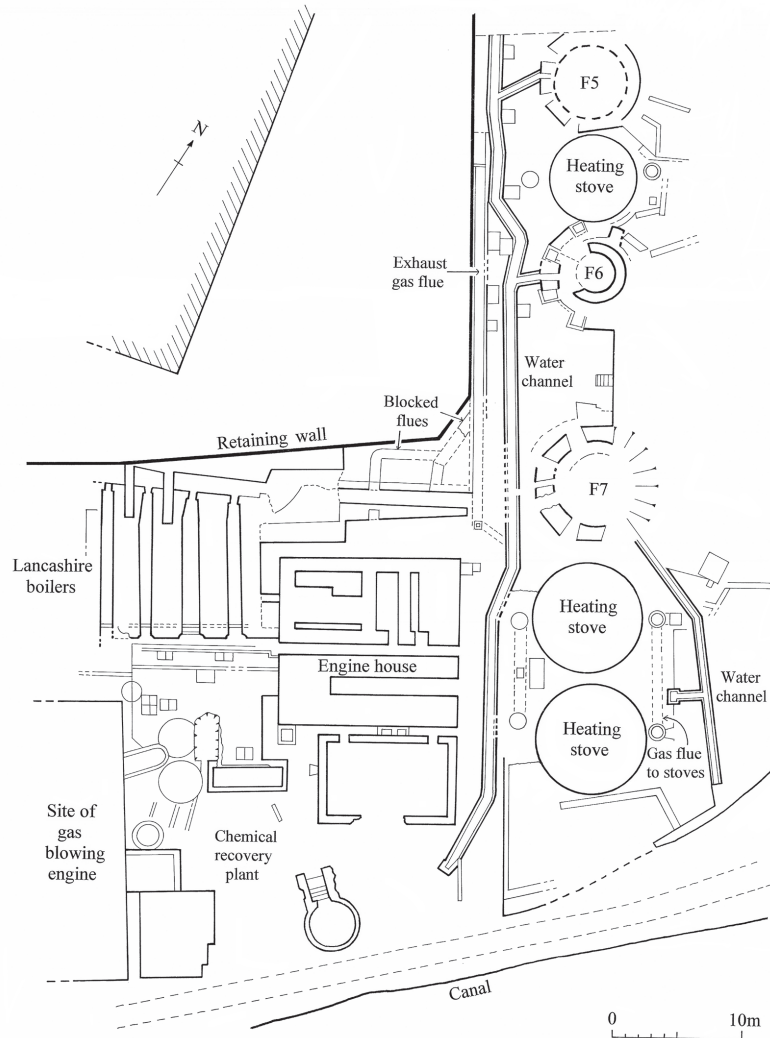 N
F5
Heating
stove
Exhaust
gas flue
F6
Water
channel
Blocked
flues
Retaining wall
F7
Lancashire
boilers
Heating
stove
Engine house
Water
channel
Heating
stove
Gas flue
to stoves
Site of
gas
blowing
engine
Chemical
recovery
plant
Canal
0
10m